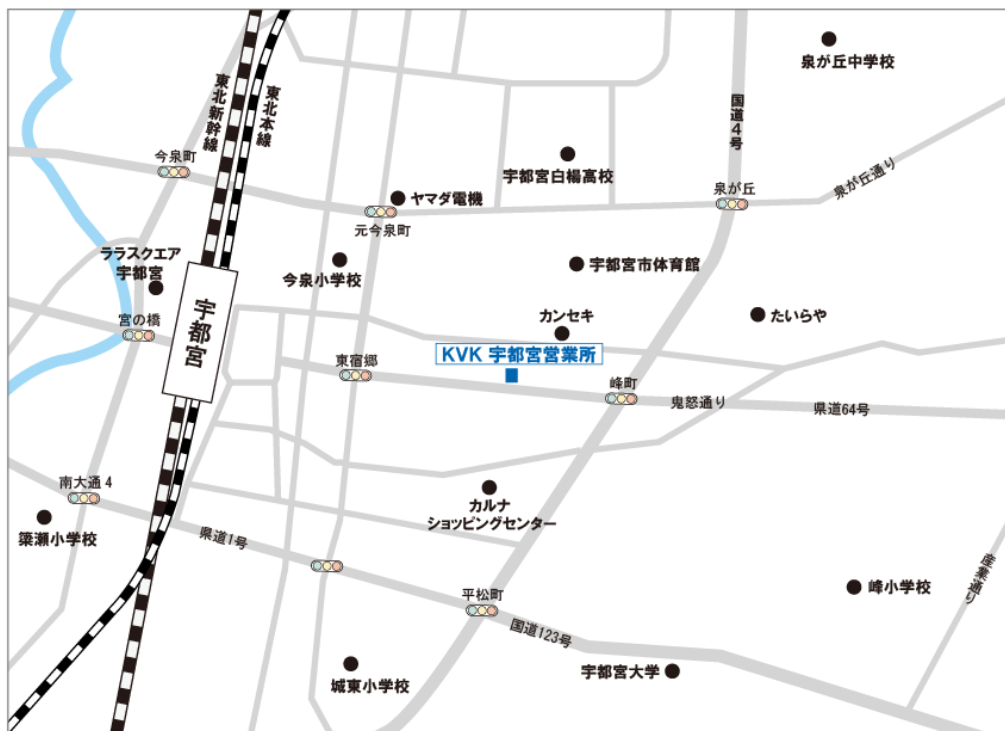 泉が丘中学校
東北新幹線
東北本線
国道4号
今泉町
宇都宮白楊高校
泉が丘通り
ヤマダ電機
泉が丘
元今泉町
ララスクエア
宇都宮
今泉小学校
宇都宮市体育館
宇都宮
宮の橋
カンセキ
たいらや
東宿郷
KVK 宇都宮営業所
峰町
鬼怒通り
県道64号
南大通4
カルナ
ショッピングセンター
簗瀬小学校
県道1号
産業通り
峰小学校
平松町
国道123号
城東小学校
宇都宮大学